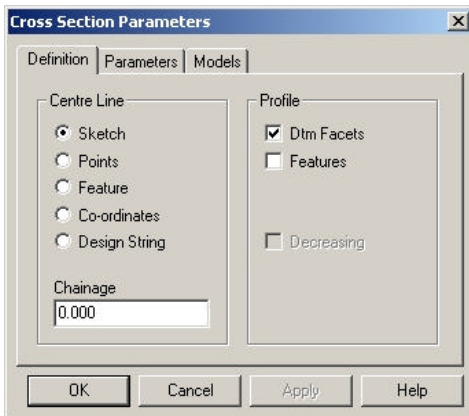 Cross Section Parameters
Definition Parameters Models
Centre Line
Sketch
Points
Feature
Co-ordinates
Design String
Chainage
0.000
Profile
Dtm Facets
Features
Decreasing
OK Cancel Apply Help